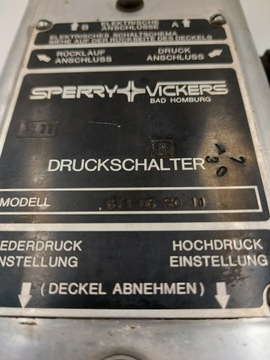 ELEKTRISCHE
B A
ANSCHLÜSSE
ELEKTRISCHES SCHALTSCHEMA
SIEHE AUF DER RÜCKSEITE DES DECKELS
RÜCKLAUF DRUCK
ANSCHLUSS ANSCHLUSS
SPERRY VICKERS
BAD HOMBURG
DRUCKSCHALTER
MODELL
EDERDRUCK HOCHDRUCK
INSTELLUNG EINSTELLUNG
(DECKEL ABNEHMEN)